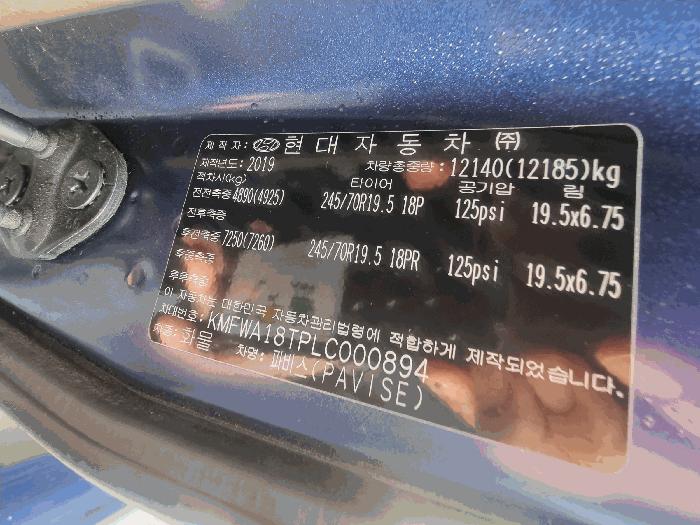 제작자: 현대자동차 (주)
제작년도: 2019 차량총중량: 12140(12185)kg
적차시(kg) 타이어 공기압 림
전전축중 4890(4925) 245/70R19.5 18P 125psi 19.5x6.75
전후축중
후전축중 7250(7260) 245/70R19.5 18PR 125psi 19.5x6.75
후중축중
후후축중
이 자동차는 대한민국 자동차관리법령에 적합하게 제작되었습니다.
차대번호: KMFWA18TPLC000894
차종: 화물 차명: 파비스(PAVISE)